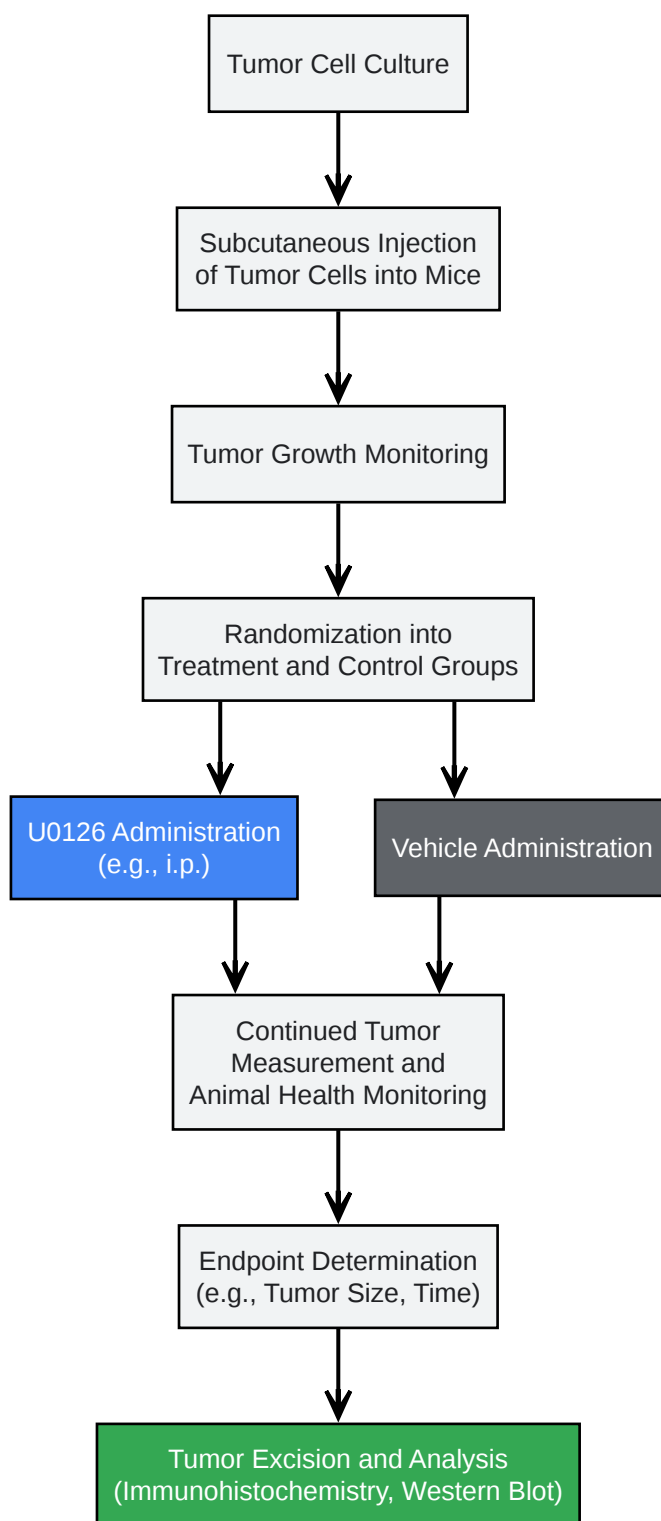 Tumor Cell Culture
Subcutaneous Injection
of Tumor Cells into Mice
Tumor Growth Monitoring
Randomization into
Treatment and Control Groups
U0126 Administration
(e.g., i.p.)
Vehicle Administration
Continued Tumor
Measurement and
Animal Health Monitoring
Endpoint Determination
(e.g., Tumor Size, Time)
Tumor Excision and Analysis
(Immunohistochemistry, Western Blot)